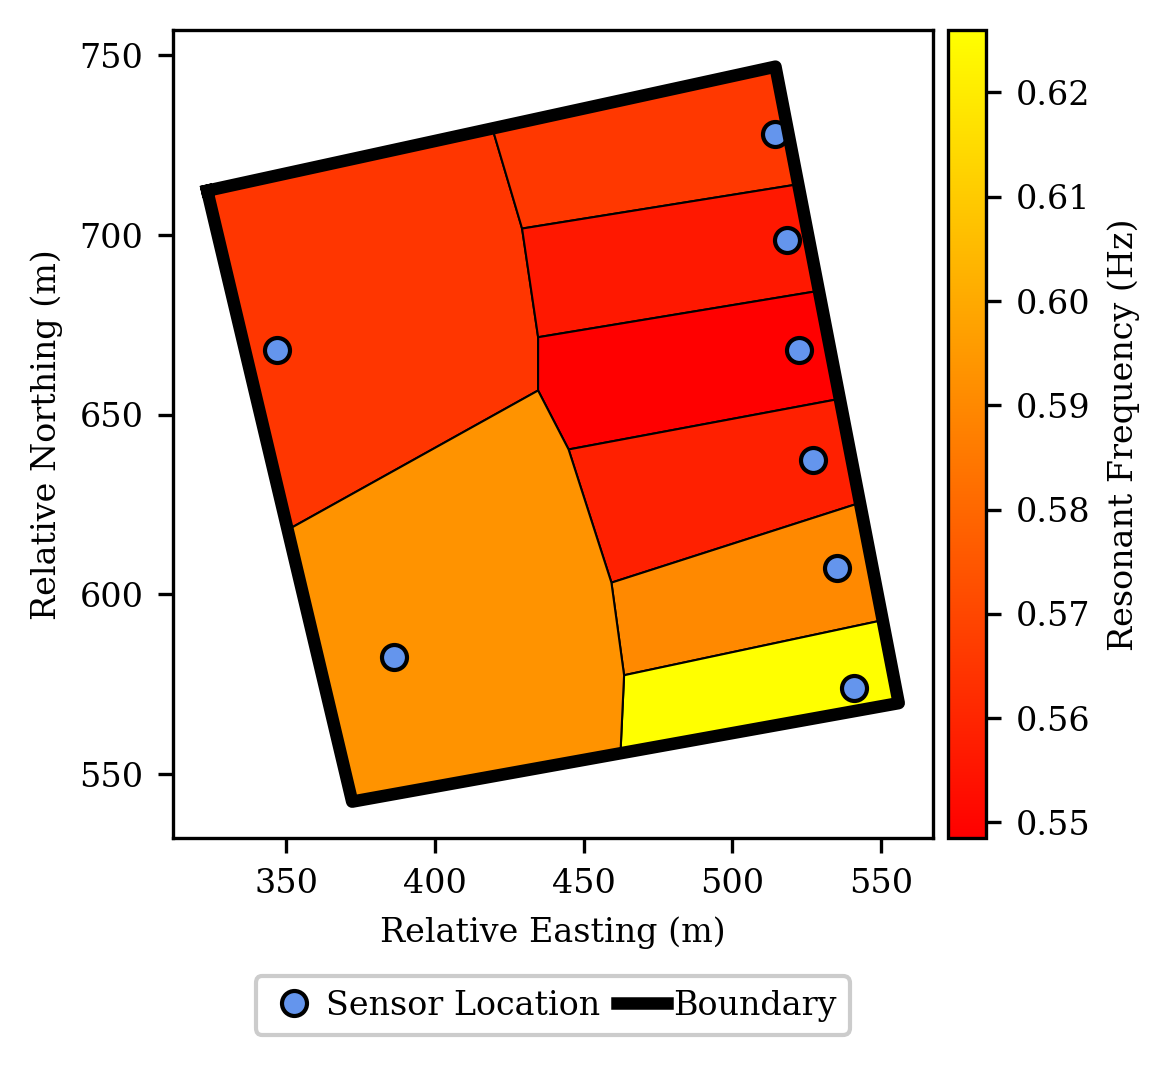 750
700
650
600
550
Relative Northing (m)
350 400 450 500 550
Relative Easting (m)
0.62
0.61
0.60
0.59
0.58
0.57
0.56
0.55
Resonant Frequency (Hz)
Sensor Location Boundary